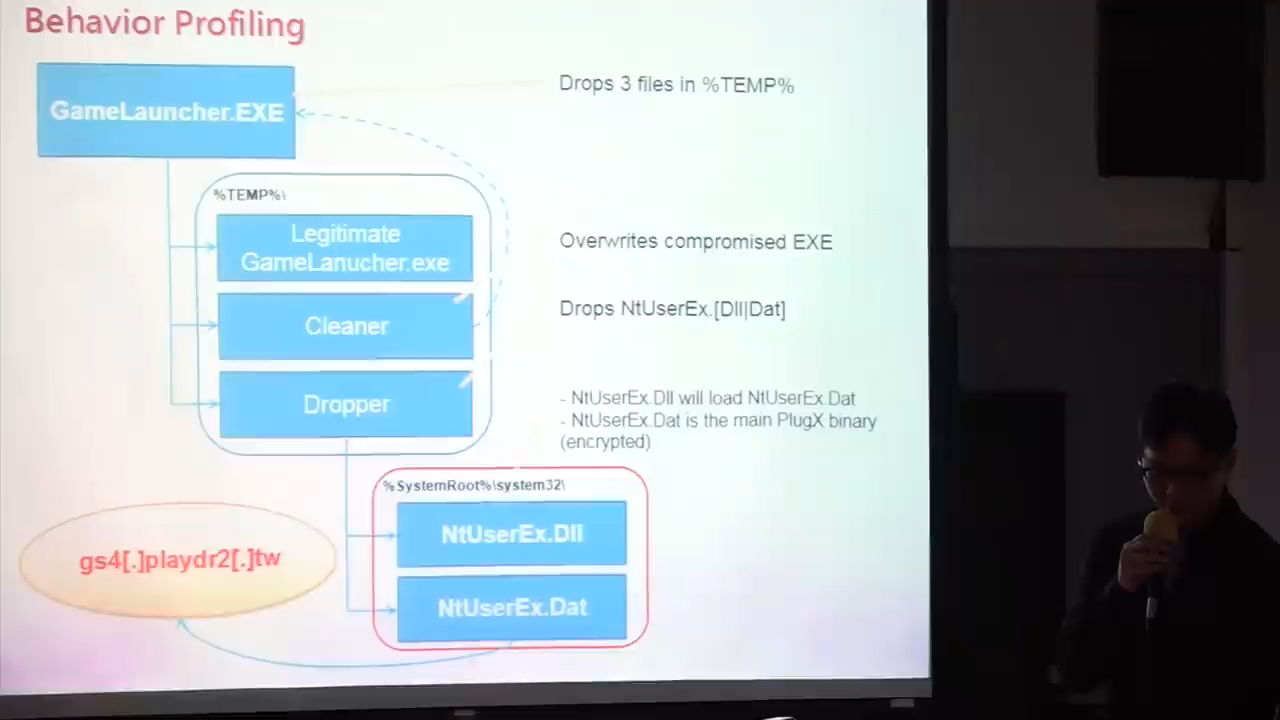 Behavior Profiling
GameLauncher.EXE
Drops 3 files in %TEMP%
%TEMP%\
Legitimate
GameLanucher.exe
Overwrites compromised EXE
Cleaner
Drops NtUserEx.[Dll|Dat]
Dropper
- NtUserEx.Dll will load NtUserEx.Dat
- NtUserEx.Dat is the main PlugX binary
(encrypted)
%SystemRoot%\system32\
NtUserEx.Dll
NtUserEx.Dat
gs4[.]playdr2[.]tw